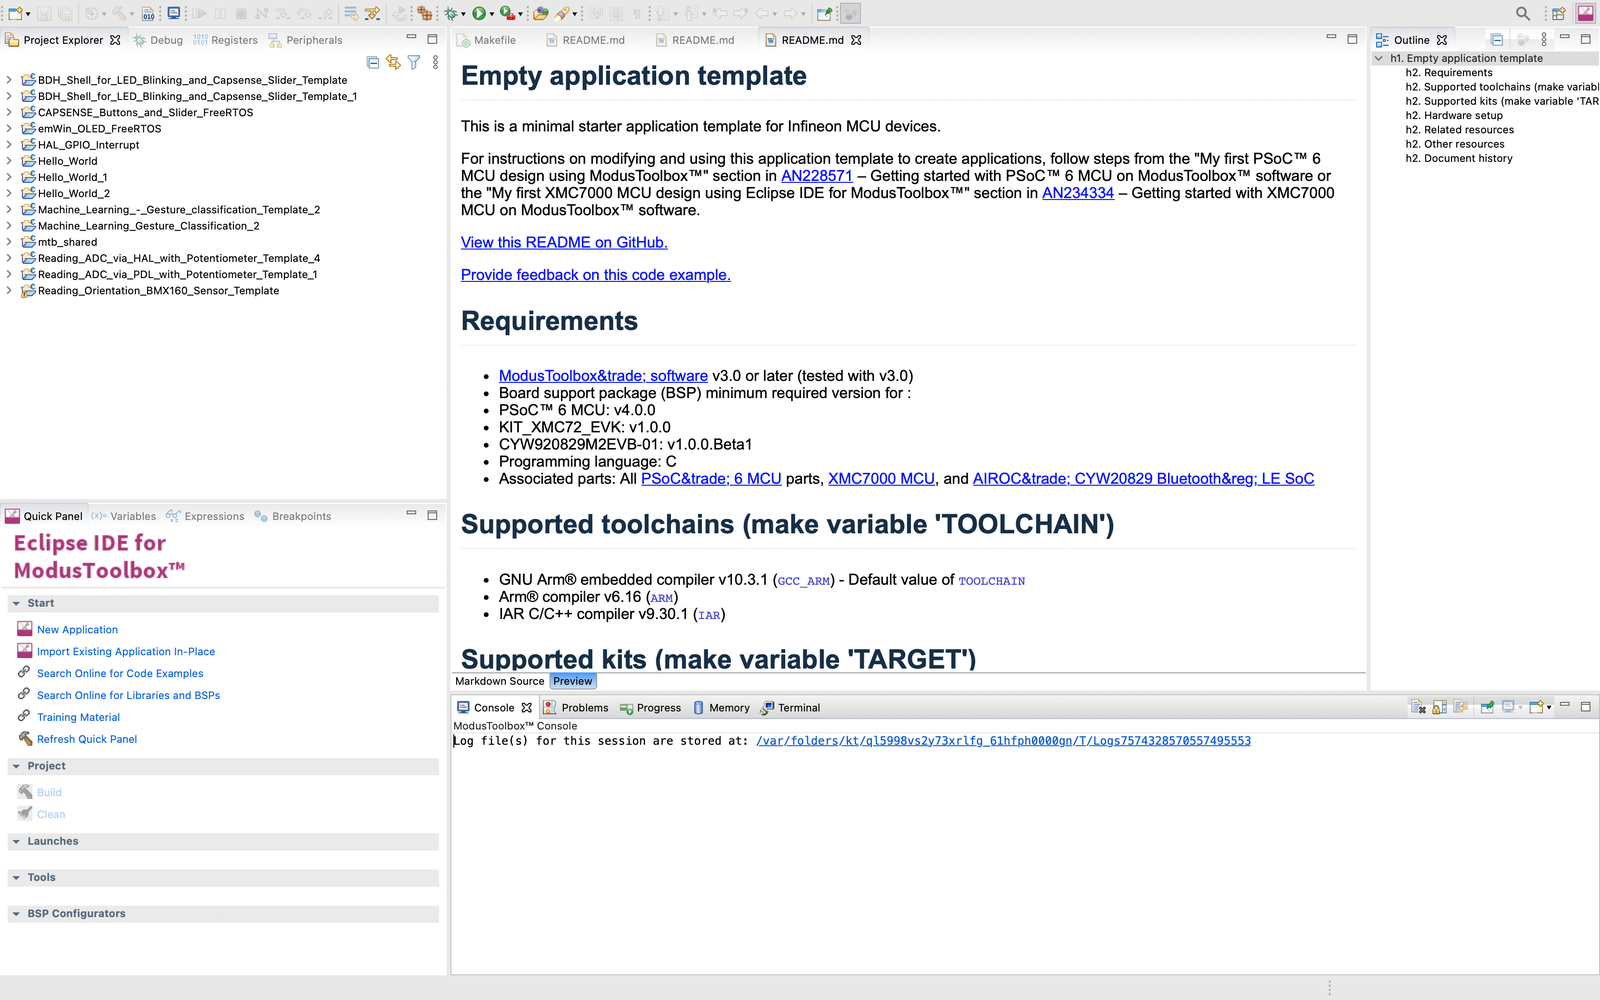 Project Explorer
Debug
Registers
Peripherals
BDH_Shell_for_LED_Blinking_and_Capsense_Slider_Template
BDH_Shell_for_LED_Blinking_and_Capsense_Slider_Template_1
CAPSENSE_Buttons_and_Slider_FreeRTOS
emWin_OLED_FreeRTOS
HAL_GPIO_Interrupt
Hello_World
Hello_World_1
Hello_World_2
Machine_Learning_-_Gesture_classification_Template_2
Machine_Learning_Gesture_Classification_2
mtb_shared
Reading_ADC_via_HAL_with_Potentiometer_Template_4
Reading_ADC_via_PDL_with_Potentiometer_Template_1
Reading_Orientation_BMX160_Sensor_Template
Quick Panel
(x)= Variables
Expressions
Breakpoints
Eclipse IDE for
ModusToolbox™
Start
New Application
Import Existing Application In-Place
Search Online for Code Examples
Search Online for Libraries and BSPs
Training Material
Refresh Quick Panel
Project
Build
Clean
Launches
Tools
BSP Configurators
Makefile
README.md
README.md
README.md
Empty application template
This is a minimal starter application template for Infineon MCU devices.
For instructions on modifying and using this application template to create applications, follow steps from the "My first PSoC™ 6
MCU design using ModusToolbox™" section in AN228571 – Getting started with PSoC™ 6 MCU on ModusToolbox™ software or
the "My first XMC7000 MCU design using Eclipse IDE for ModusToolbox™" section in AN234334 – Getting started with XMC7000
MCU on ModusToolbox™ software.
View this README on GitHub.
Provide feedback on this code example.
Requirements
• ModusToolbox&trade; software v3.0 or later (tested with v3.0)
• Board support package (BSP) minimum required version for :
• PSoC™ 6 MCU: v4.0.0
• KIT_XMC72_EVK: v1.0.0
• CYW920829M2EVB-01: v1.0.0.Beta1
• Programming language: C
• Associated parts: All PSoC&trade; 6 MCU parts, XMC7000 MCU, and AIROC&trade; CYW20829 Bluetooth&reg; LE SoC
Supported toolchains (make variable 'TOOLCHAIN')
• GNU Arm® embedded compiler v10.3.1 (GCC_ARM) - Default value of TOOLCHAIN
• Arm® compiler v6.16 (ARM)
• IAR C/C++ compiler v9.30.1 (IAR)
Supported kits (make variable 'TARGET')
Markdown Source
Preview
Console
Problems
Progress
Memory
Terminal
ModusToolbox™ Console
Log file(s) for this session are stored at: /var/folders/kt/ql5998vs2y73xrlfg_61hfph0000gn/T/Logs7574328570557495553
Outline
h1. Empty application template
h2. Requirements
h2. Supported toolchains (make variabl
h2. Supported kits (make variable 'TAR
h2. Hardware setup
h2. Related resources
h2. Other resources
h2. Document history